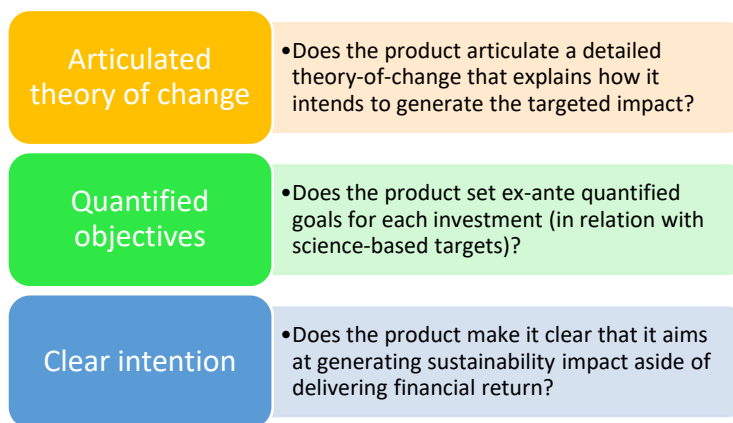 Articulated
theory of change
•Does the product articulate a detailed
theory-of-change that explains how it
intends to generate the targeted impact?
Quantified
objectives
•Does the product set ex-ante quantified
goals for each investment (in relation with
science-based targets)?
Clear intention
•Does the product make it clear that it aims
at generating sustainability impact aside of
delivering financial return?